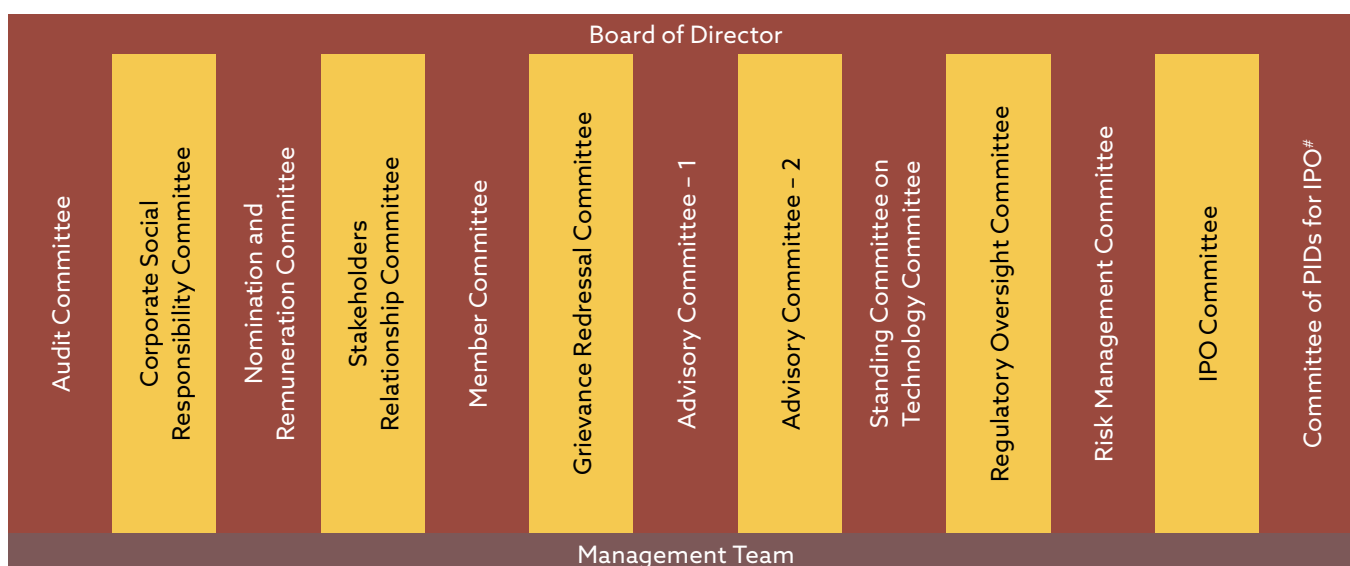 Board of Director
Audit Committee
Corporate Social
Responsibility Committee
Nomination and
Remuneration Committee
Stakeholders
Relationship Committee
Member Committee
Grievance Redressal Committee
Advisory Committee – 1
Advisory Committee – 2
Standing Committee on
Technology Committee
Regulatory Oversight Committee
Risk Management Committee
IPO Committee
Committee of PIDs for IPO#
Management Team